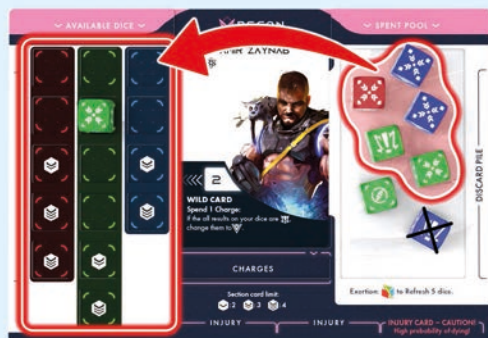 AVAILABLE DICE
RECON
SPENT POOL
AMIR ZAYNAB
2
WILD CARD
Spend 1 Charge:
If the all results on your dice are
change them to
DISCARD PILE
CHARGES
Section card limit:
:2 :3 :4
Exertion: to Refresh 5 dice.
INJURY
INJURY
INJURY CARD – CAUTION!
High probability of dying!